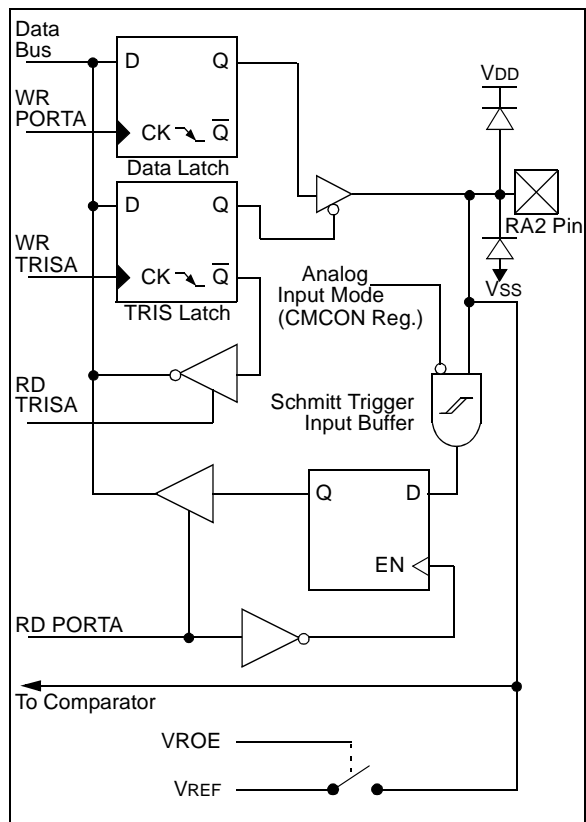 Data
Bus
D
Q
VDD
WR
PORTA
CK
Q
Data Latch
D
Q
RA2 Pin
WR
TRISA
CK
Q
Analog
Input Mode
(CMCON Reg.)
VSS
TRIS Latch
RD
TRISA
Schmitt Trigger
Input Buffer
Q
D
EN
RD PORTA
To Comparator
VROE
VREF